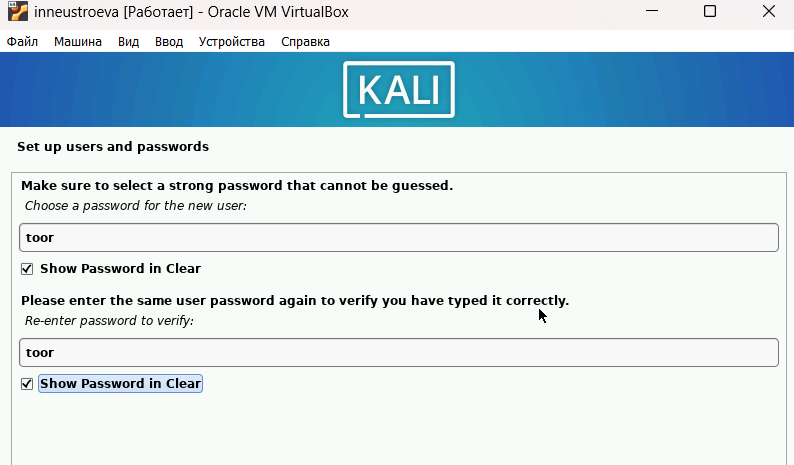 inneustroeva [Работает] - Oracle VM VirtualBox
Файл Машина Вид Ввод Устройства Справка
KALI
Set up users and passwords
Make sure to select a strong password that cannot be guessed.
Choose a password for the new user:
toor
Show Password in Clear
Please enter the same user password again to verify you have typed it correctly.
Re-enter password to verify:
toor
Show Password in Clear